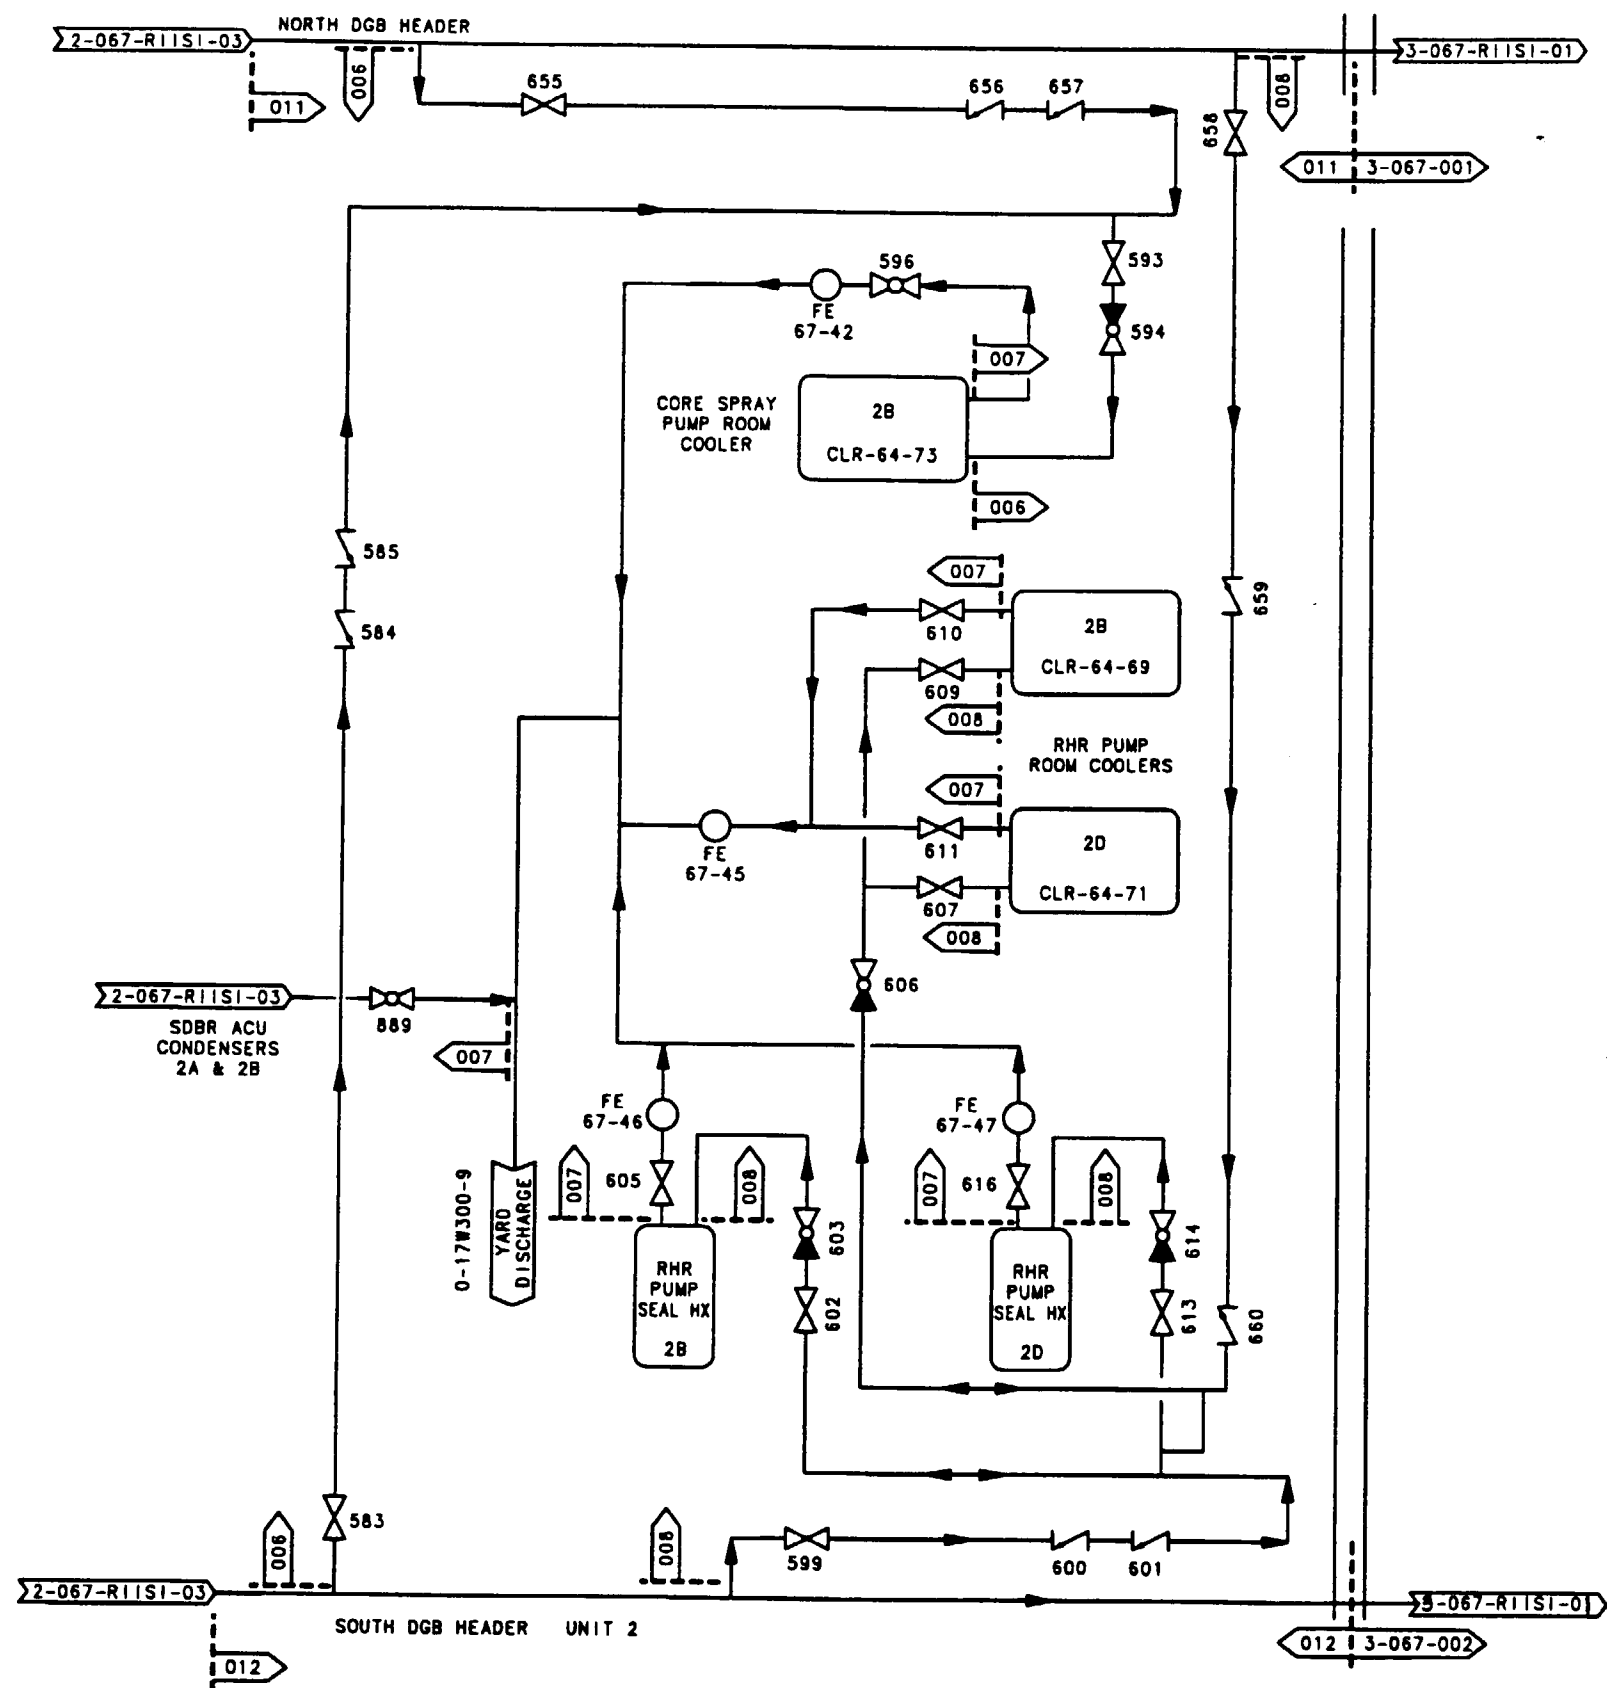 NORTH DGB HEADER
2-067-RIISI-03
3-067-RIISI-01
006
655
656
657
008
011
658
011 3-067-001
593
596
594
FE
67-42
007
CORE SPRAY
PUMP ROOM
COOLER
2B
CLR-64-73
006
585
584
007
610
2B
CLR-64-69
609
008
659
RHR PUMP
ROOM COOLERS
007
FE
67-45
611
2D
CLR-64-71
607
008
606
2-067-RIISI-03
SDBR ACU
CONDENSERS
2A & 2B
889
007
FE
67-46
FE
67-47
0-17W300-9
YARD
DISCHARGE
007
605
008
603
007
616
008
614
RHR
PUMP
SEAL HX
2B
602
RHR
PUMP
SEAL HX
2D
613
660
583
006
008
599
600
601
2-067-RIISI-03
3-067-RIISI-01
SOUTH DGB HEADER UNIT 2
012
012 3-067-002